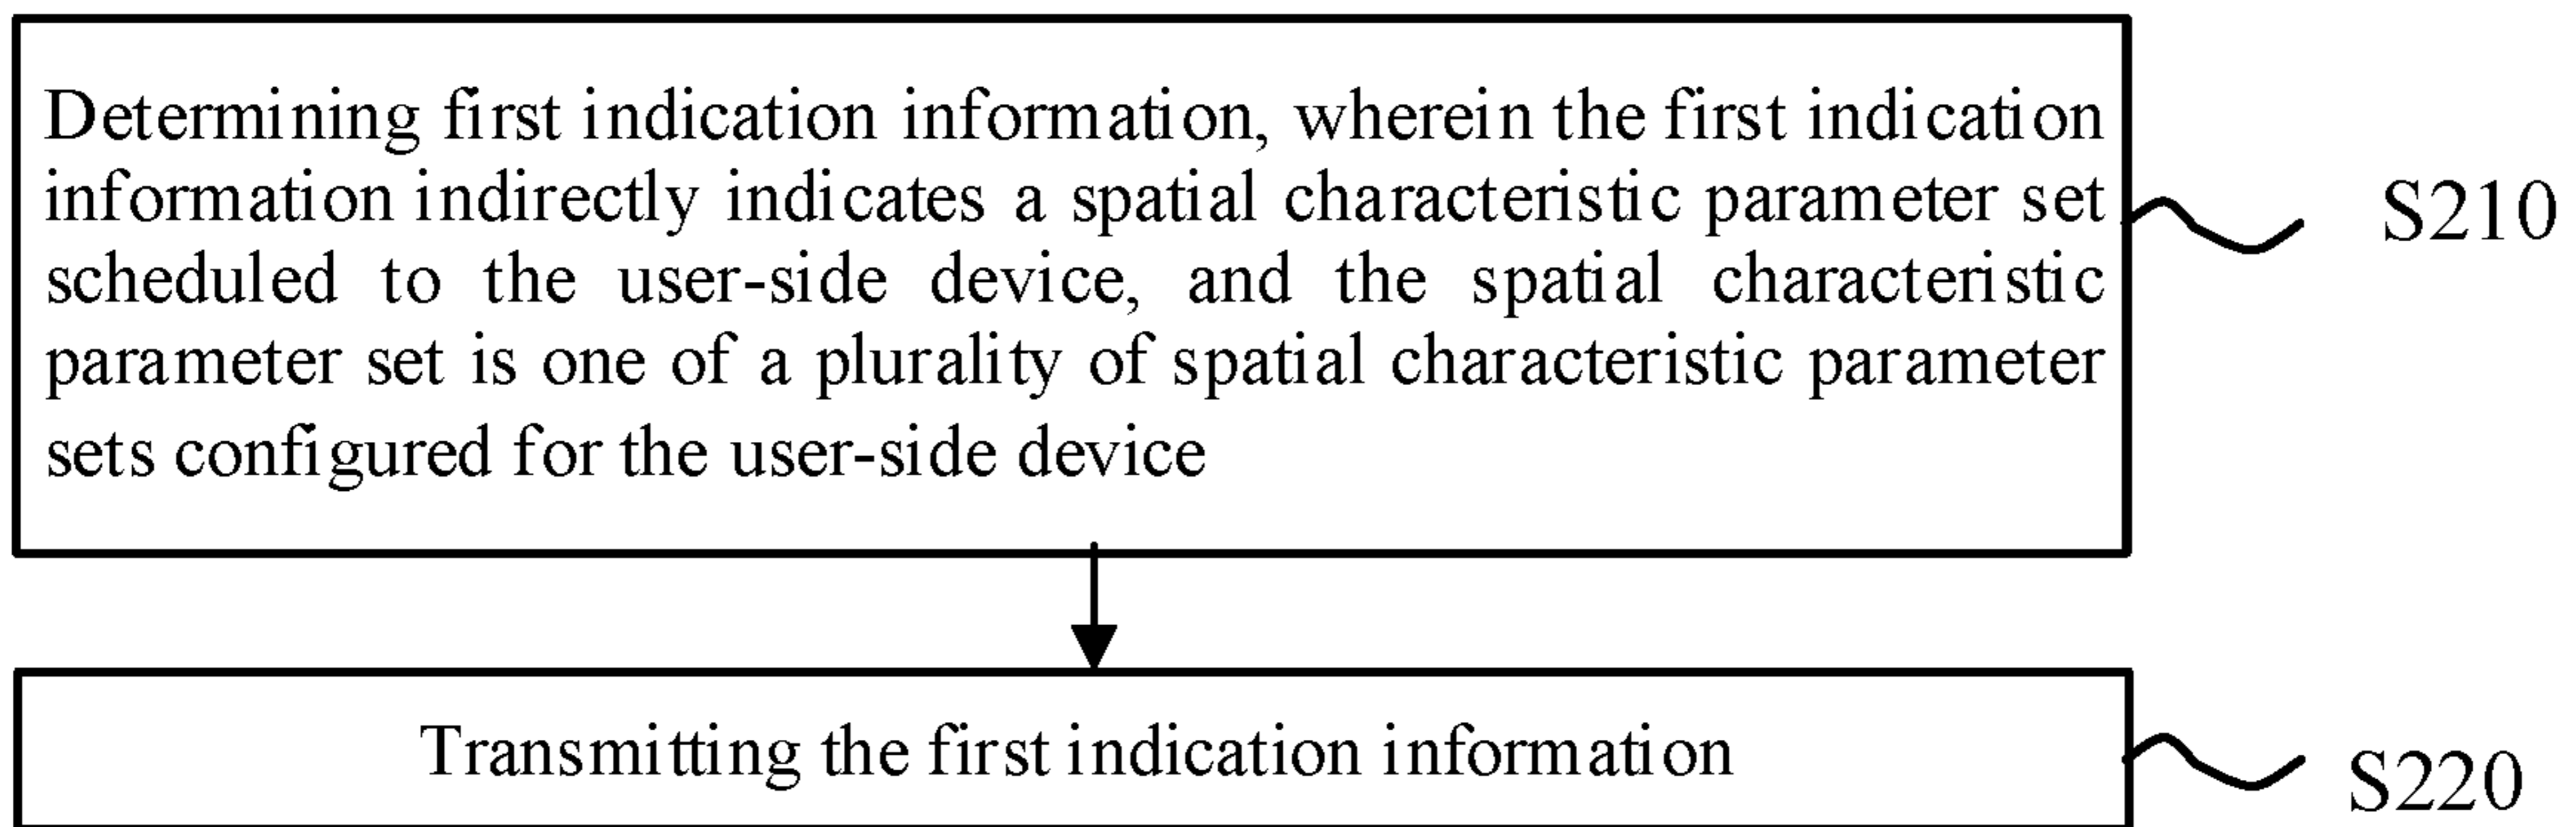 Determining first indication information, wherein the first indication
information indirectly indicates a spatial characteristic parameter set
scheduled to the user-side device, and the spatial characteristic
parameter set is one of a plurality of spatial characteristic parameter
sets configured for the user-side device
S210
Transmitting the first indication information
S220